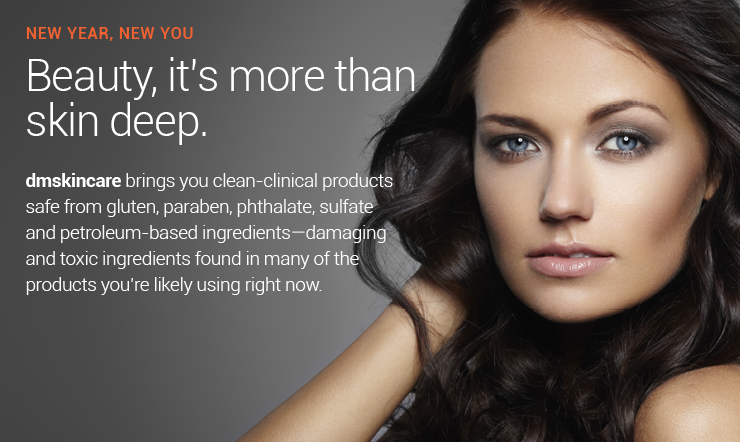 NEW YEAR, NEW YOU
Beauty, it's more than
skin deep.
dmskincare brings you clean-clinical products
safe from gluten, paraben, phthalate, sulfate
and petroleum-based ingredients—damaging
and toxic ingredients found in many of the
products you're likely using right now.